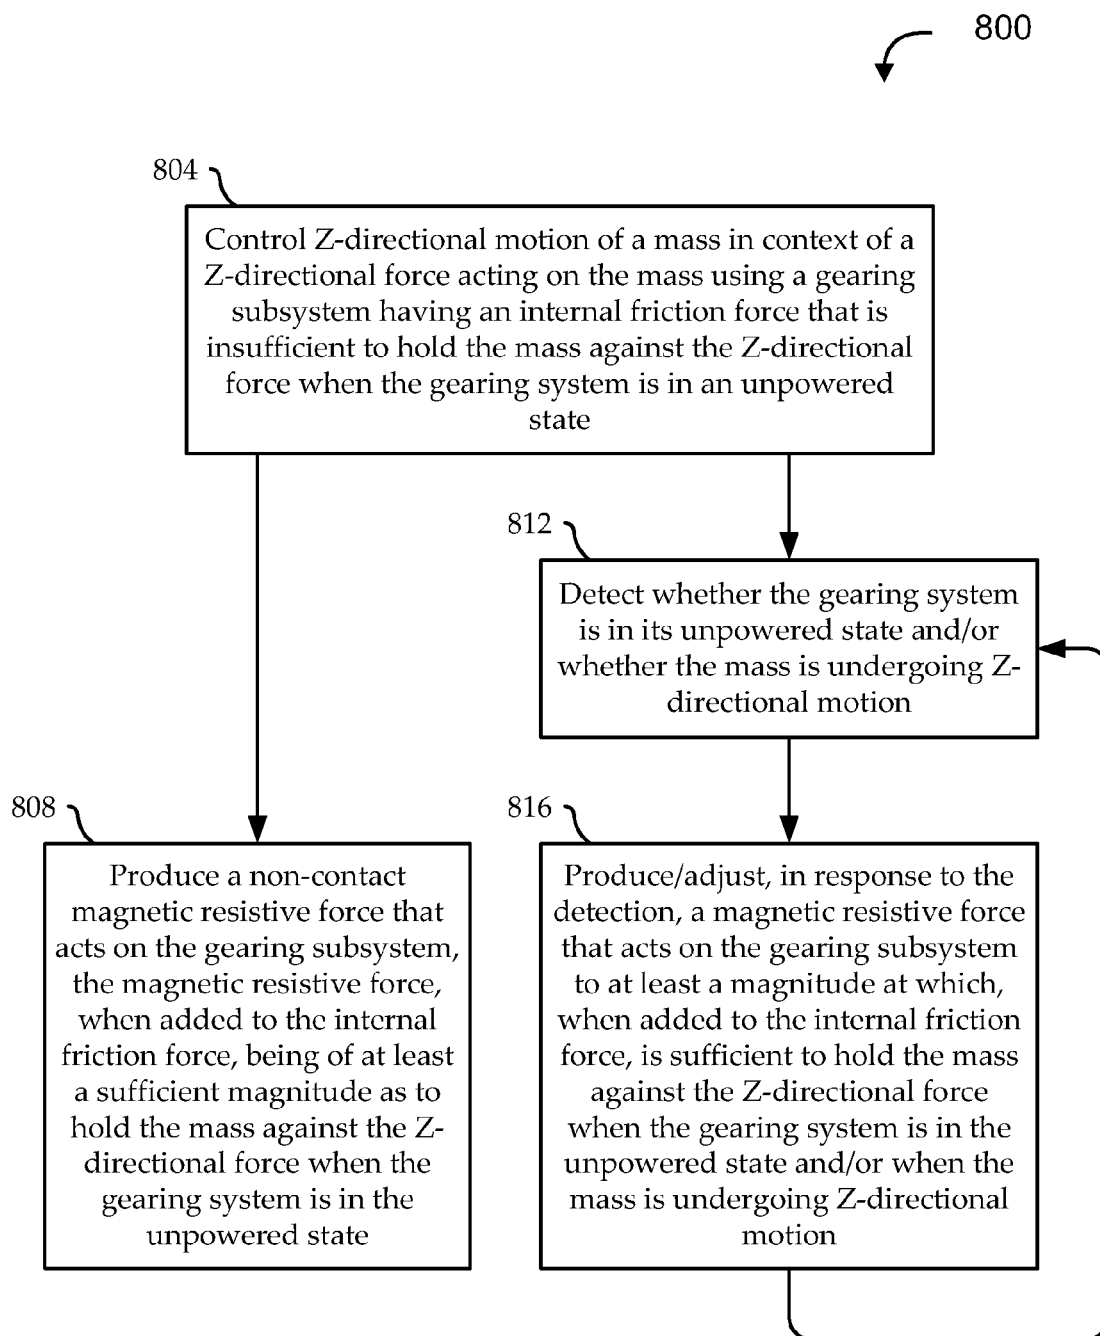 800
804
Control Z-directional motion of a mass in context of a
Z-directional force acting on the mass using a gearing
subsystem having an internal friction force that is
insufficient to hold the mass against the Z-directional
force when the gearing system is in an unpowered
state
812
Detect whether the gearing system
is in its unpowered state and/or
whether the mass is undergoing Z-
directional motion
808
Produce a non-contact
magnetic resistive force that
acts on the gearing subsystem,
the magnetic resistive force,
when added to the internal
friction force, being of at least
a sufficient magnitude as to
hold the mass against the Z-
directional force when the
gearing system is in the
unpowered state
816
Produce/adjust, in response to the
detection, a magnetic resistive force
that acts on the gearing subsystem
to at least a magnitude at which,
when added to the internal friction
force, is sufficient to hold the mass
against the Z-directional force
when the gearing system is in the
unpowered state and/or when the
mass is undergoing Z-directional
motion